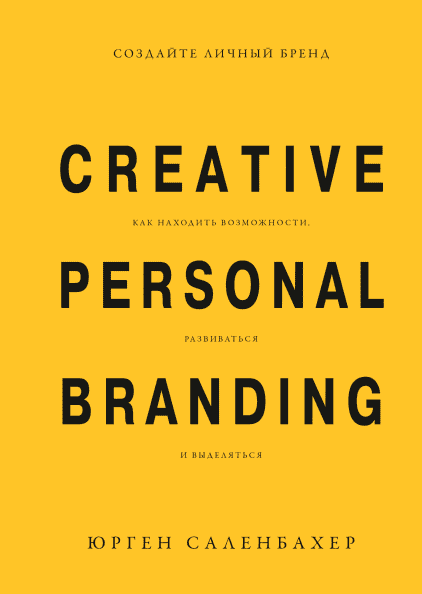 СОЗДАЙТЕ ЛИЧНЫЙ БРЕНД
CREATIVE
КАК НАХОДИТЬ ВОЗМОЖНОСТИ,
PERSONAL
РАЗВИВАТЬСЯ
BRANDING
И ВЫДЕЛЯТЬСЯ
ЮРГЕН САЛЕНБАХЕР